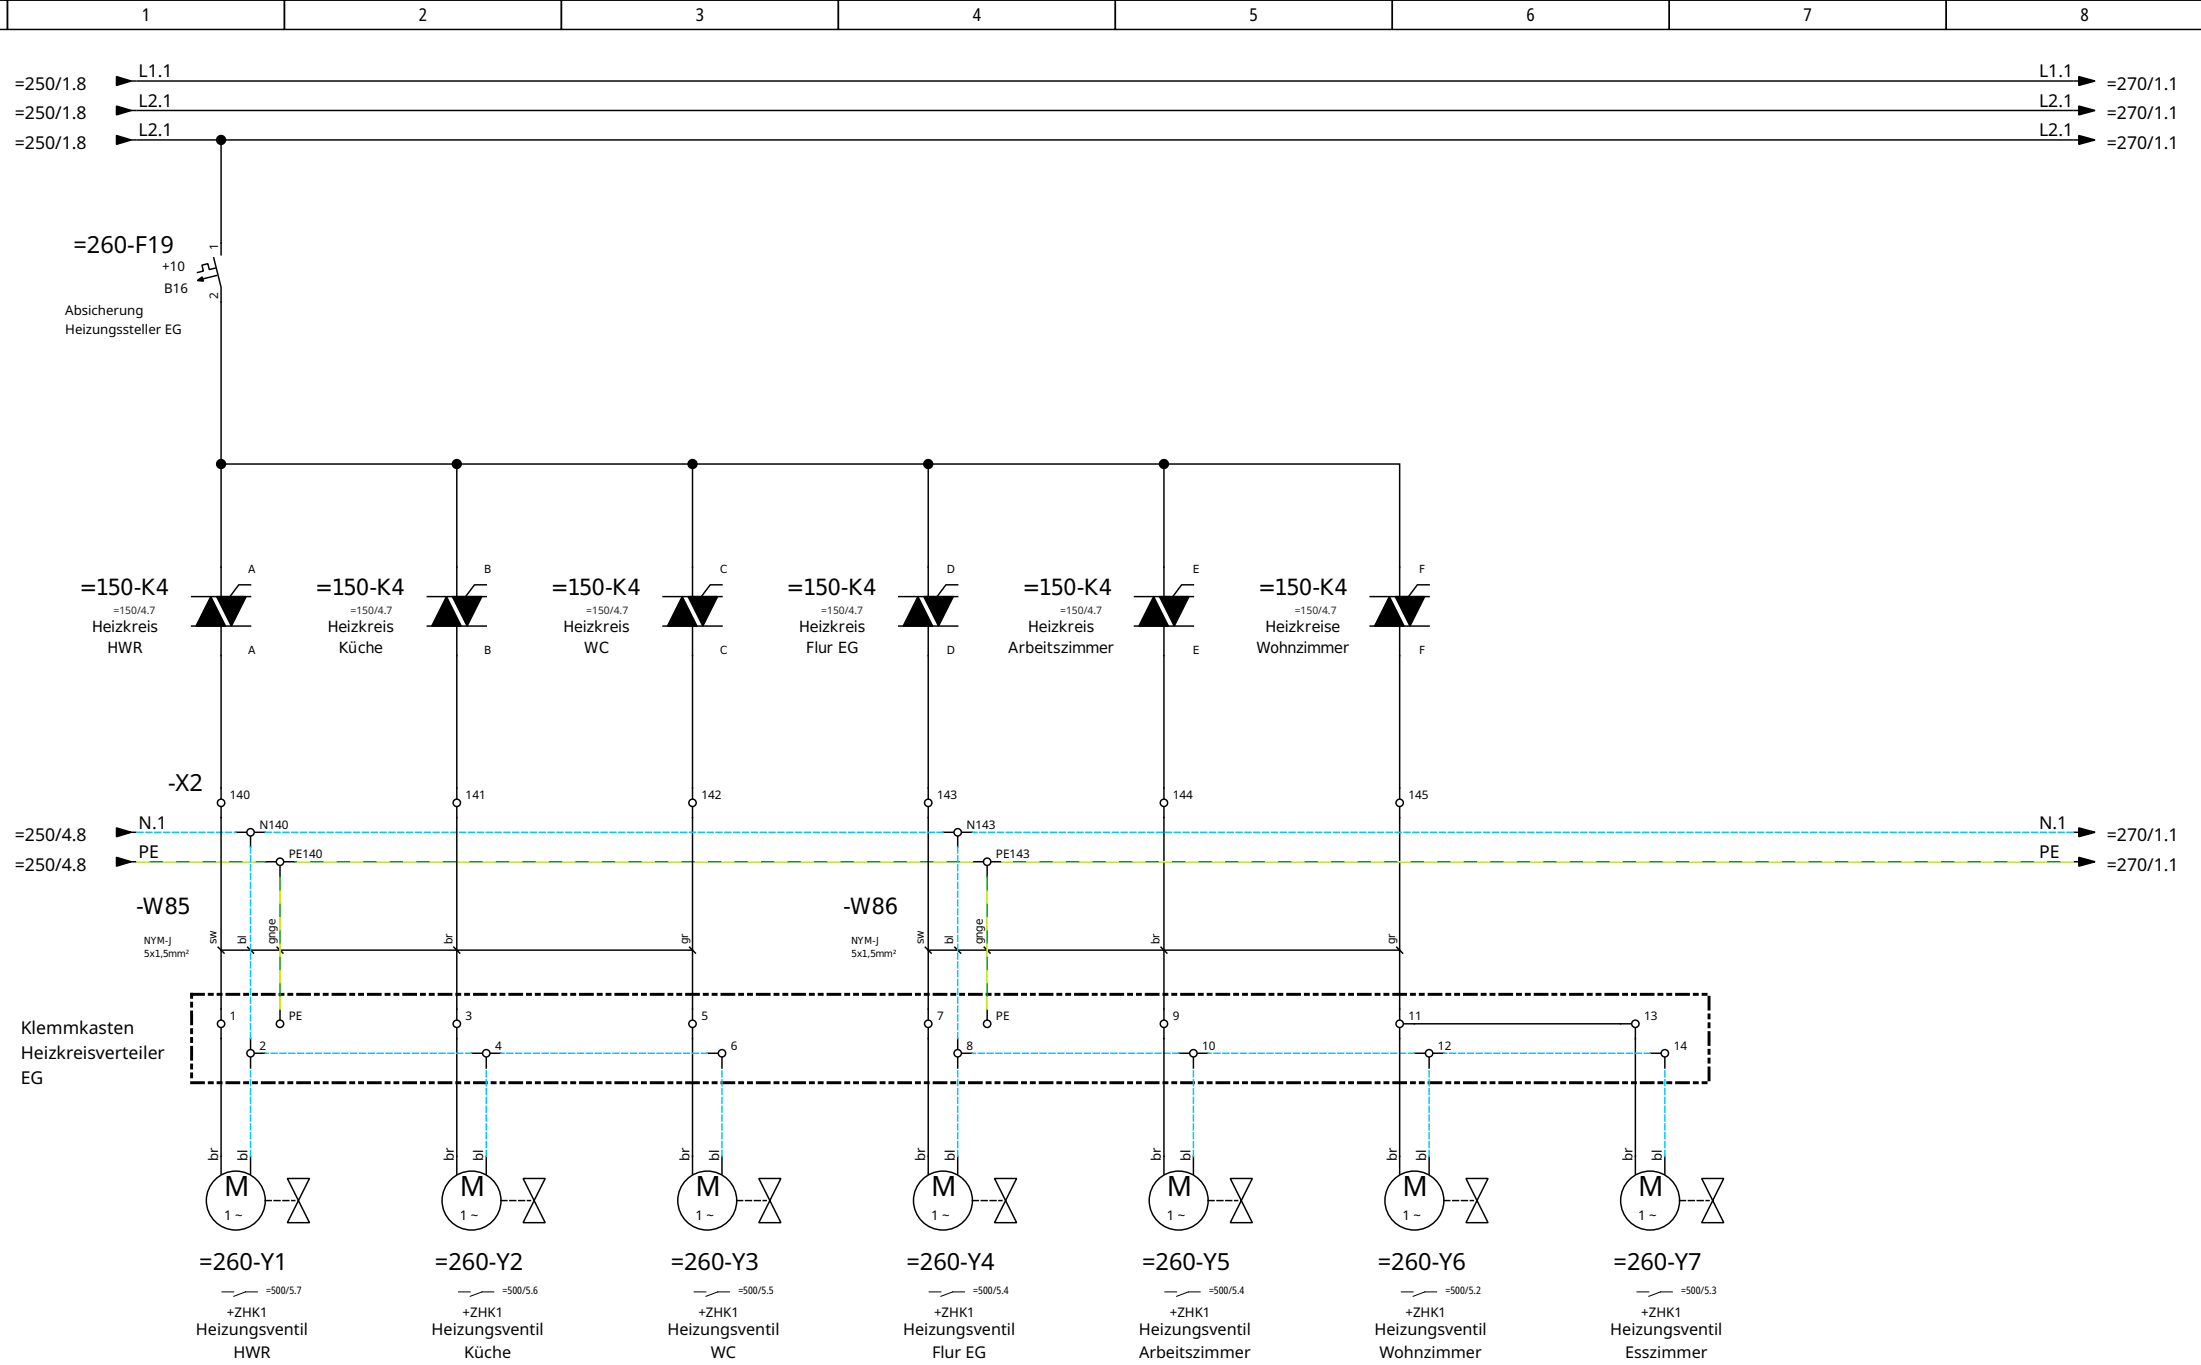 1 2 3 4 5 6 7 8
L1.1 L1.1
=250/1.8 =270/1.1
L2.1 L2.1
=250/1.8 =270/1.1
L2.1 L2.1
=250/1.8 =270/1.1
=260-F19 1
+10
B16 2
Absicherung
Heizungssteller EG
A B C D E F
=150-K4 =150-K4 =150-K4 =150-K4 =150-K4 =150-K4
=150/4.7 =150/4.7 =150/4.7 =150/4.7 =150/4.7 =150/4.7
Heizkreis Heizkreis Heizkreis Heizkreis Heizkreis Heizkreise
HWR Küche WC Flur EG Arbeitszimmer Wohnzimmer
A B C D E F
-X2
140 141 142 143 144 145
N.1 N140 N143 N.1
=250/4.8 =270/1.1
PE PE140 PE143 PE
=250/4.8 =270/1.1
-W85 -W86
sw bl gnge br gr sw bl gnge br gr
NYM-J NYM-J
5x1,5mm² 5x1,5mm²
1 PE 3 5 7 PE 9 11 13
Klemmkasten
Heizkreisverteiler
EG
2 4 6 8 10 12 14
br bl br bl br bl br bl br bl br bl br bl
M M M M M M M
1 ~ 1 ~ 1 ~ 1 ~ 1 ~ 1 ~ 1 ~
=260-Y1 =260-Y2 =260-Y3 =260-Y4 =260-Y5 =260-Y6 =260-Y7
=500/5.7 =500/5.6 =500/5.5 =500/5.4 =500/5.4 =500/5.2 =500/5.3
+ZHK1 +ZHK1 +ZHK1 +ZHK1 +ZHK1 +ZHK1 +ZHK1
Heizungsventil Heizungsventil Heizungsventil Heizungsventil Heizungsventil Heizungsventil Heizungsventil
HWR Küche WC Flur EG Arbeitszimmer Wohnzimmer Esszimmer